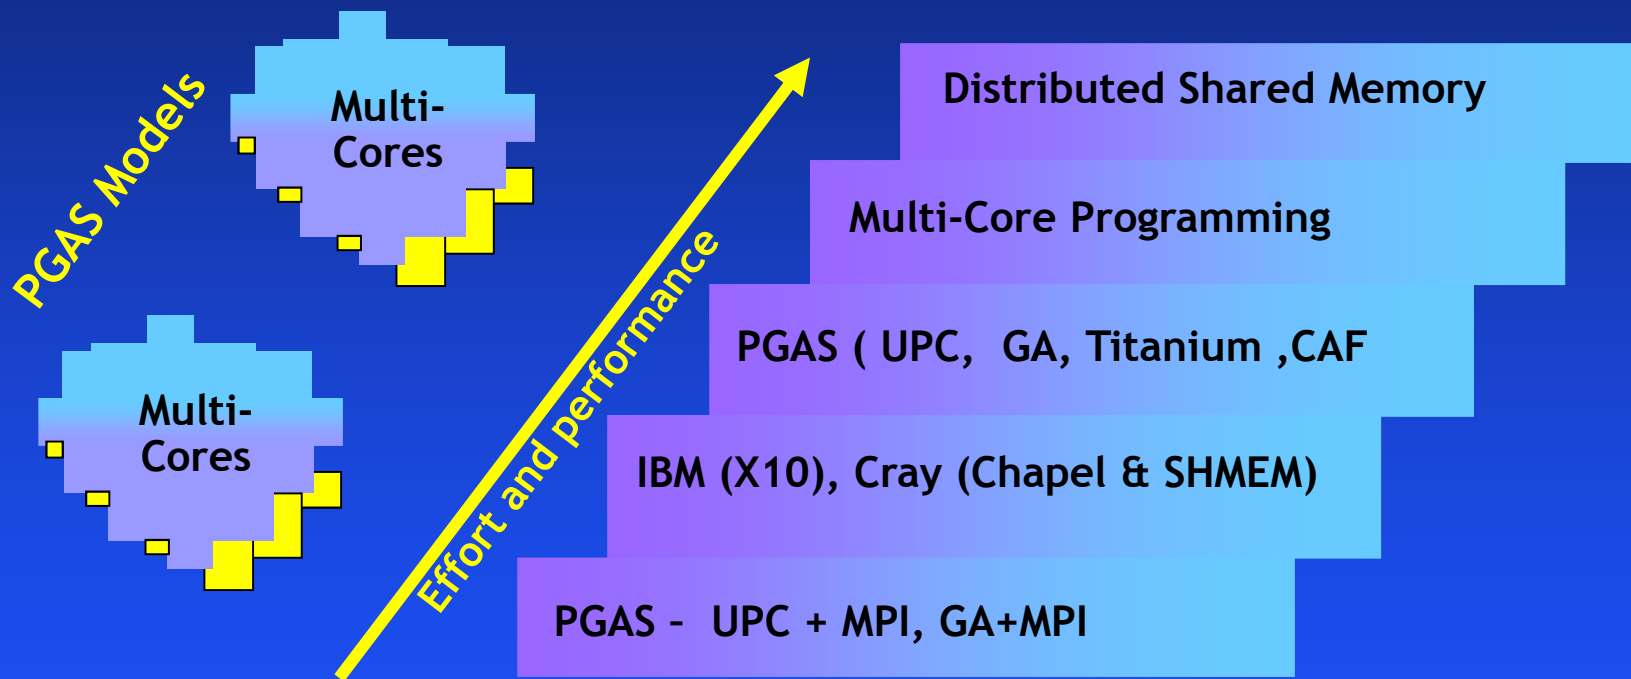 PGAS Models
Multi-
Cores
Multi-
Cores
Effort and performance
Distributed Shared Memory
Multi-Core Programming
PGAS ( UPC,  GA, Titanium ,CAF
IBM (X10), Cray (Chapel & SHMEM)
PGAS –  UPC + MPI, GA+MPI